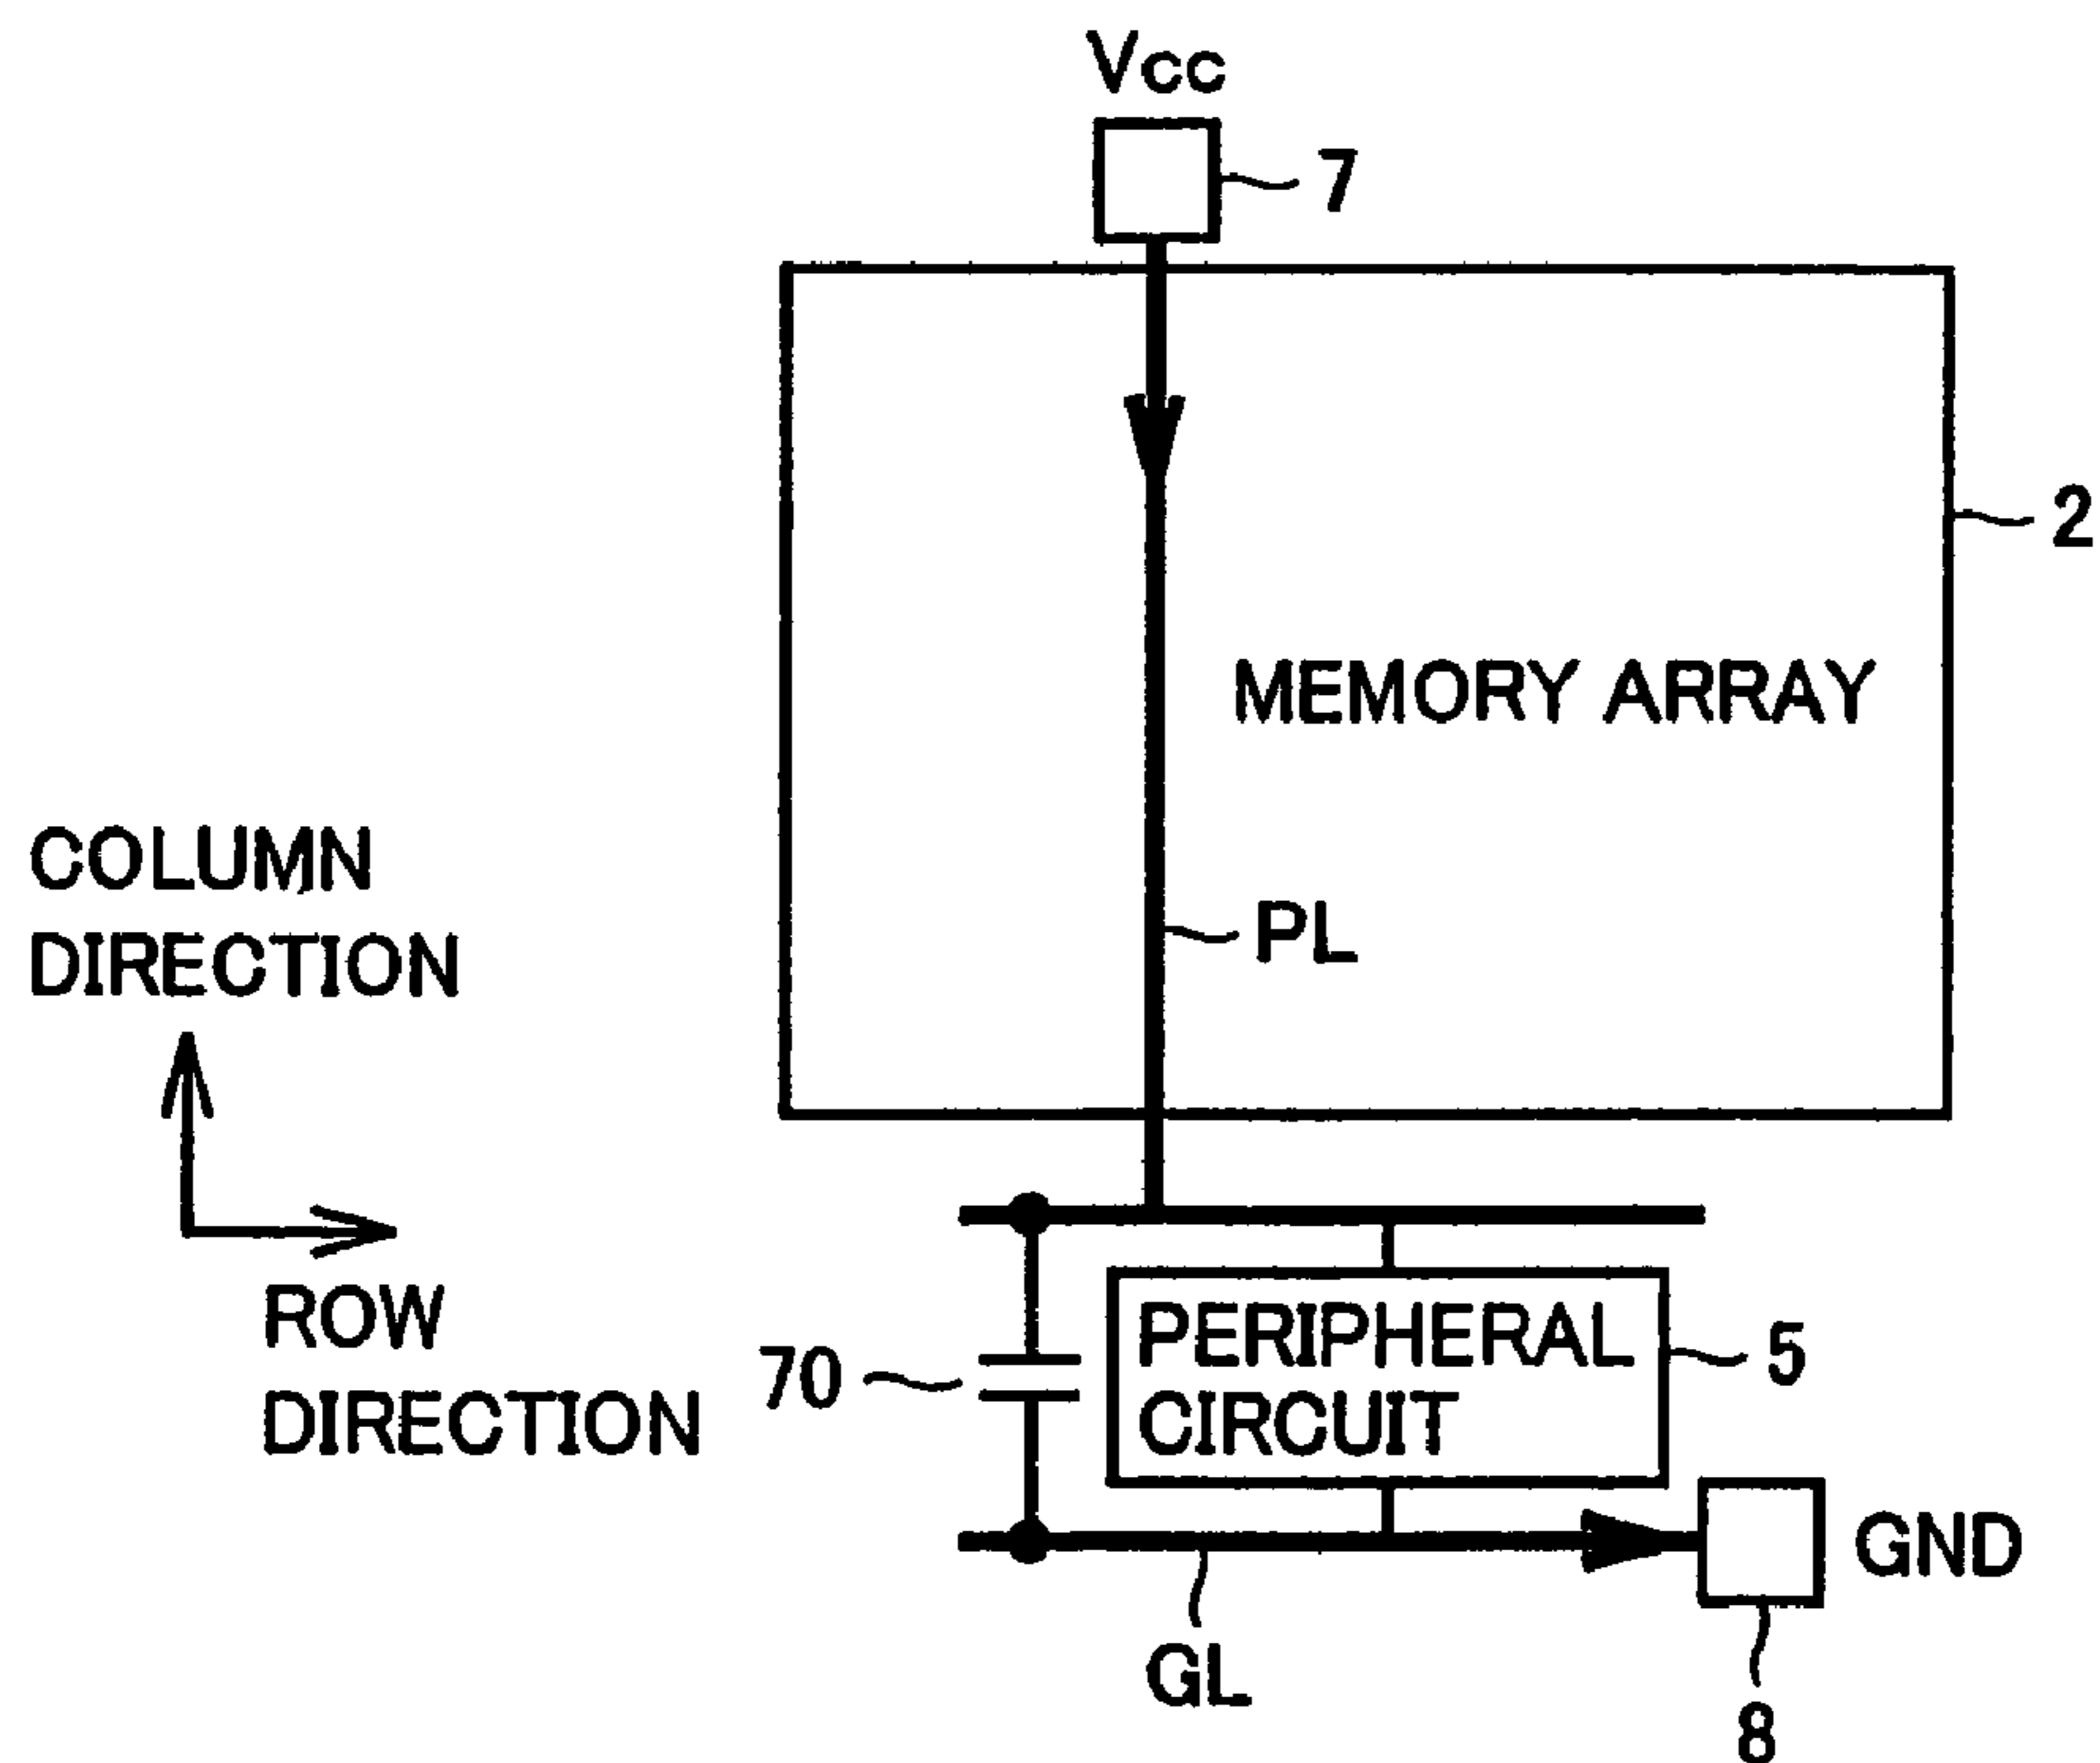 Vcc
7
2
MEMORY ARRAY
COLUMN
DIRECTION
PL
ROW
DIRECTION
70
PERIPHERAL
CIRCUIT
5
GND
GL
8